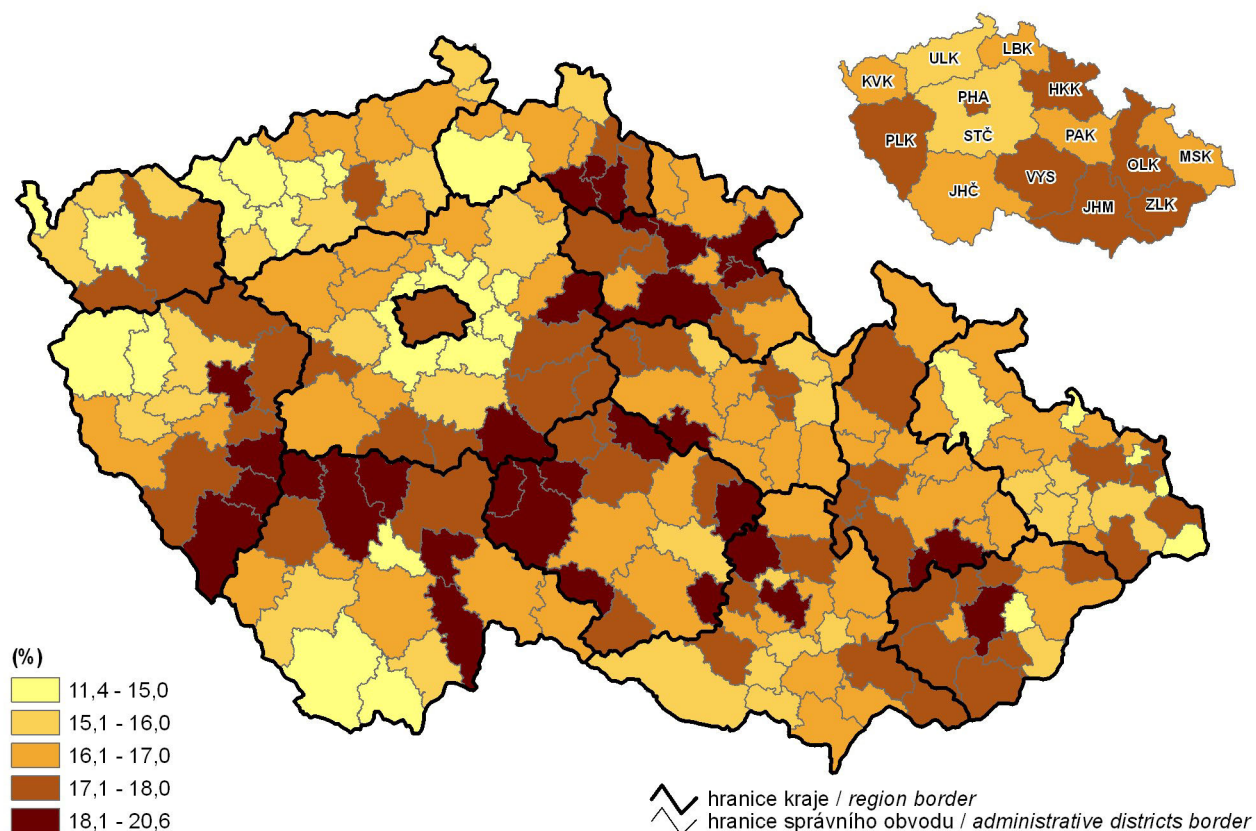 LBK
ULK
KVK
HKK
PHA
STČ
PAK
PLK
MSK
OLK
VYS
JHČ
ZLK
JHM
(%)
11,4 - 15,0
15,1 - 16,0
16,1 - 17,0
17,1 - 18,0
18,1 - 20,6
hranice kraje / region border
hranice správního obvodu / administrative districts border